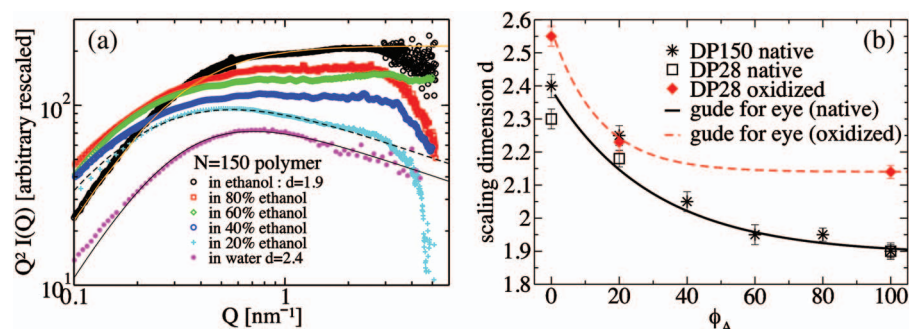 (a)
Q² I(Q) [arbitrary rescaled]
10²
10¹
N=150 polymer
in ethanol : d=1.9
in 80% ethanol
in 60% ethanol
in 40% ethanol
in 20% ethanol
in water d=2.4
0.1
1
Q [nm⁻¹]
(b)
scaling dimension d
2.6
2.5
2.4
2.3
2.2
2.1
2.0
1.9
1.8
DP150 native
DP28 native
DP28 oxidized
gude for eye (native)
gude for eye (oxidized)
0 20 40 60 80 100
ϕ_A